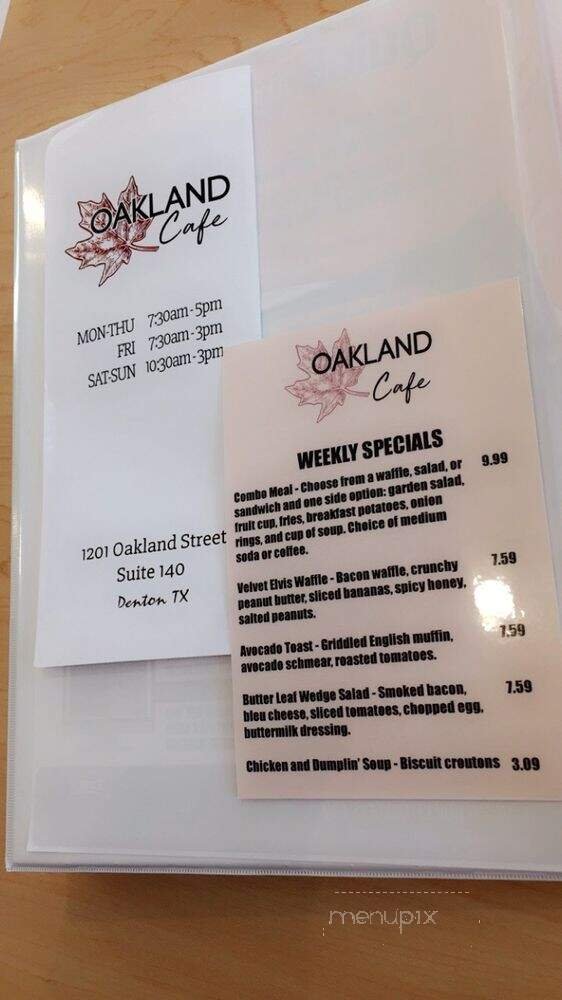 OAKLAND
Cafe
MON-THU 7:30am-5pm
FRI 7:30am-3pm
SAT-SUN 10:30am-3pm
1201 Oakland Street
Suite 140
Denton TX
OAKLAND
Cafe
WEEKLY SPECIALS
Combo Meal - Choose from a waffle, salad, or 9.99
sandwich and one side option: garden salad,
fruit cup, fries, breakfast potatoes, onion
rings, and cup of soup. Choice of medium
soda or coffee.
Velvet Elvis Waffle - Bacon waffle, crunchy 7.59
peanut butter, sliced bananas, spicy honey,
salted peanuts.
Avocado Toast - Griddled English muffin, 7.59
avocado schmear, roasted tomatoes.
Butter Leaf Wedge Salad - Smoked bacon, 7.59
bleu cheese, sliced tomatoes, chopped egg,
buttermilk dressing.
Chicken and Dumplin' Soup - Biscuit croutons 3.09
menupix